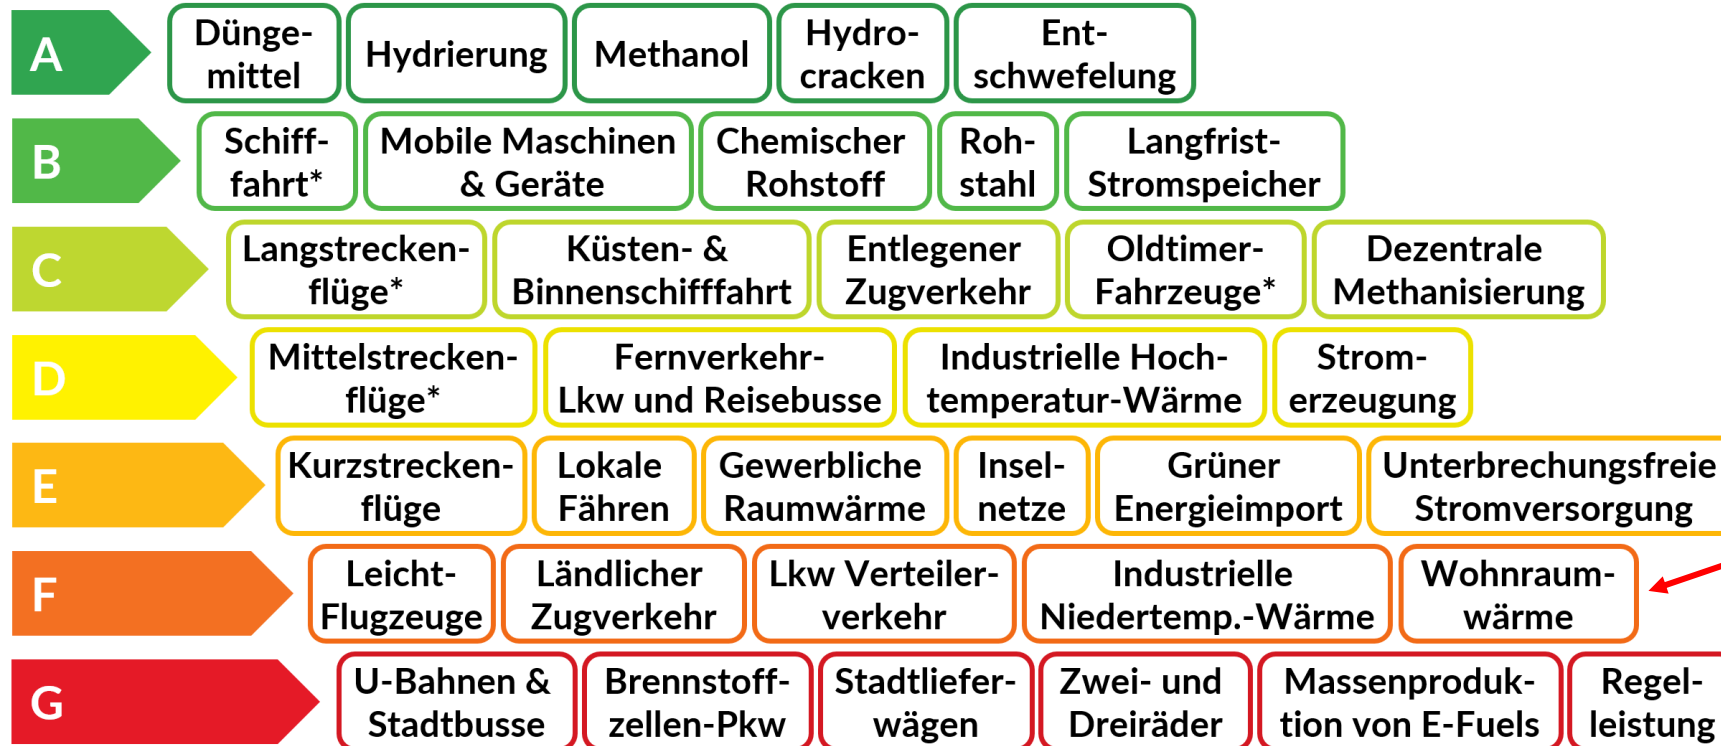 A
Dünge-
mittel
Hydrierung
Methanol
Hydro-
cracken
Ent-
schwefelung
B
Schiff-
fahrt*
Mobile Maschinen
& Geräte
Chemischer
Rohstoff
Roh-
stahl
Langfrist-
Stromspeicher
C
Langstrecken-
flüge*
Küsten- &
Binnenschifffahrt
Entlegener
Zugverkehr
Oldtimer-
Fahrzeuge*
Dezentrale
Methanisierung
D
Mittelstrecken-
flüge*
Fernverkehr-
Lkw und Reisebusse
Industrielle Hoch-
temperatur-Wärme
Strom-
erzeugung
E
Kurzstrecken-
flüge
Lokale
Fähren
Gewerbliche
Raumwärme
Insel-
netze
Grüner
Energieimport
Unterbrechungsfreie
Stromversorgung
F
Leicht-
Flugzeuge
Ländlicher
Zugverkehr
Lkw Verteiler-
verkehr
Industrielle
Niedertemp.-Wärme
Wohnraum-
wärme
G
U-Bahnen &
Stadtbusse
Brennstoff-
zellen-Pkw
Stadtliefer-
wägen
Zwei- und
Dreiräder
Massenproduk-
tion von E-Fuels
Regel-
leistung